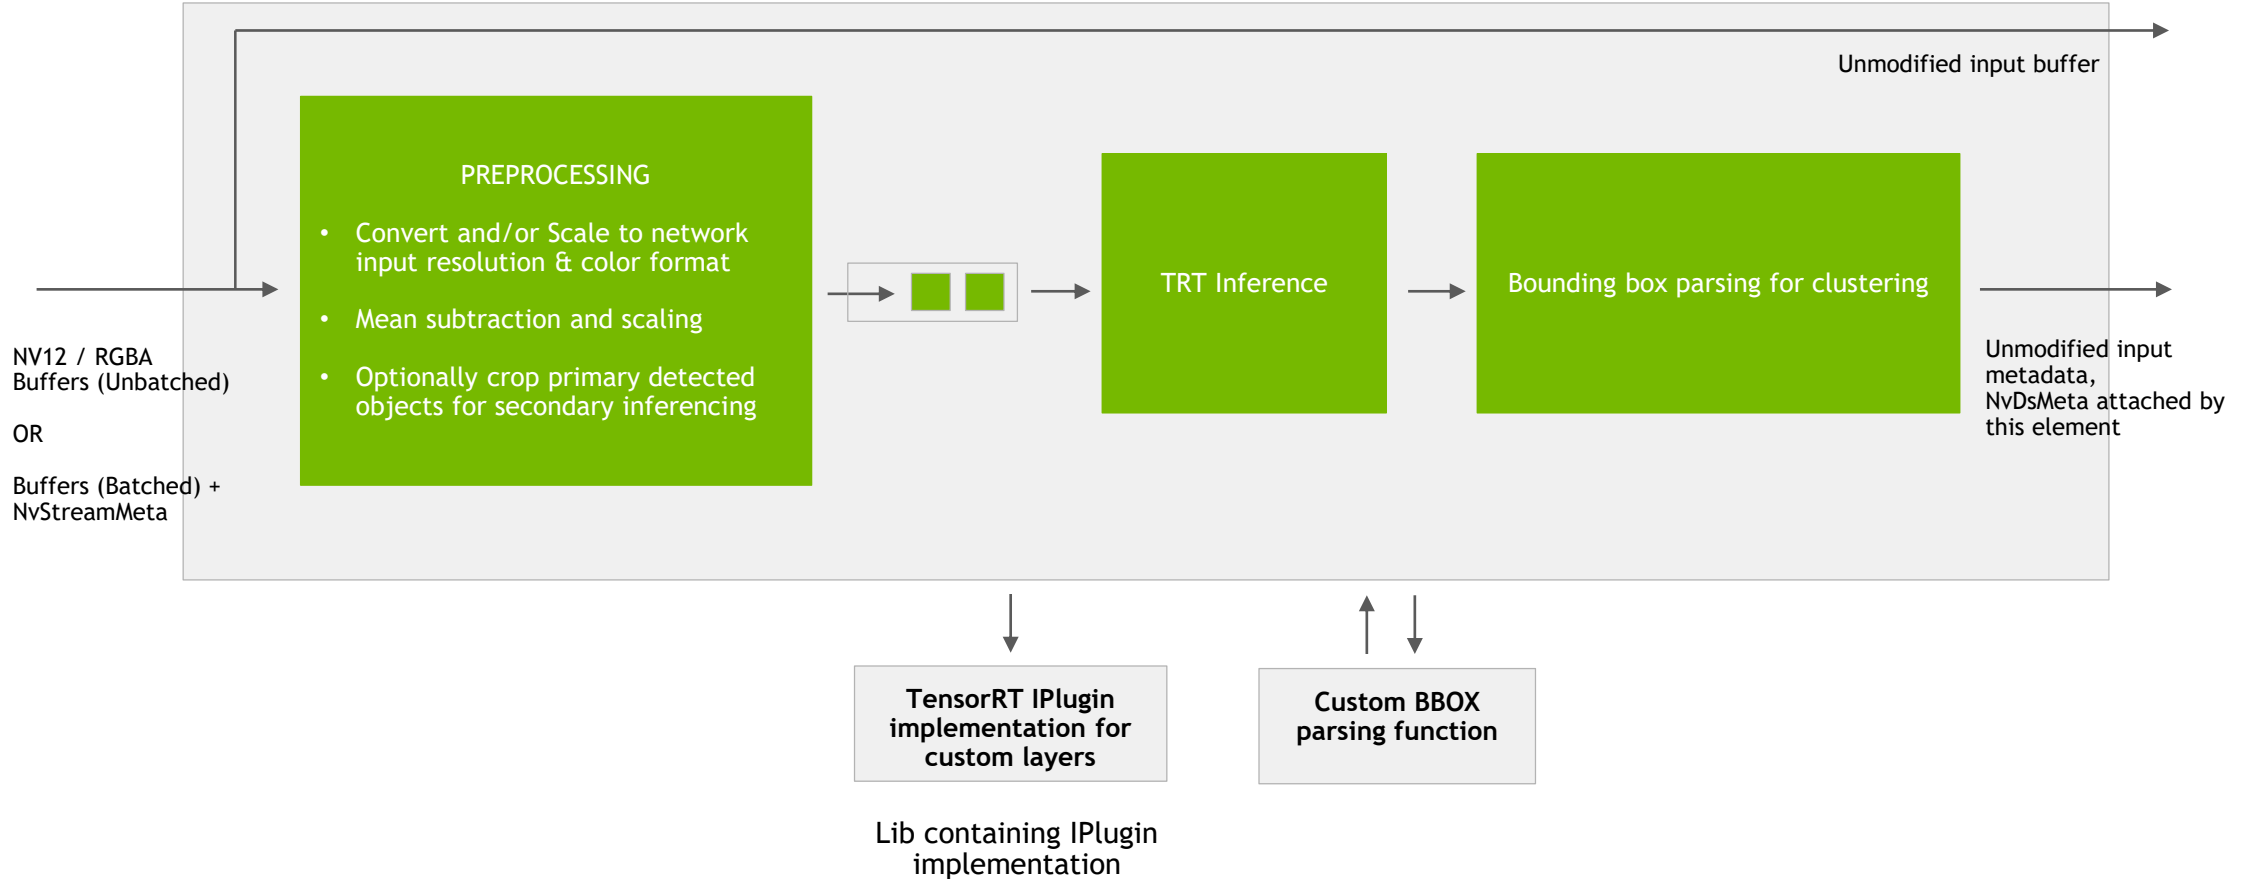 Unmodified input buffer
PREPROCESSING
• Convert and/or Scale to network
input resolution & color format
• Mean subtraction and scaling
• Optionally crop primary detected
objects for secondary inferencing
TRT Inference
Bounding box parsing for clustering
NV12 / RGBA
Buffers (Unbatched)
OR
Buffers (Batched) +
NvStreamMeta
Unmodified input
metadata,
NvDsMeta attached by
this element
TensorRT IPlugin
implementation for
custom layers
Custom BBOX
parsing function
Lib containing IPlugin
implementation